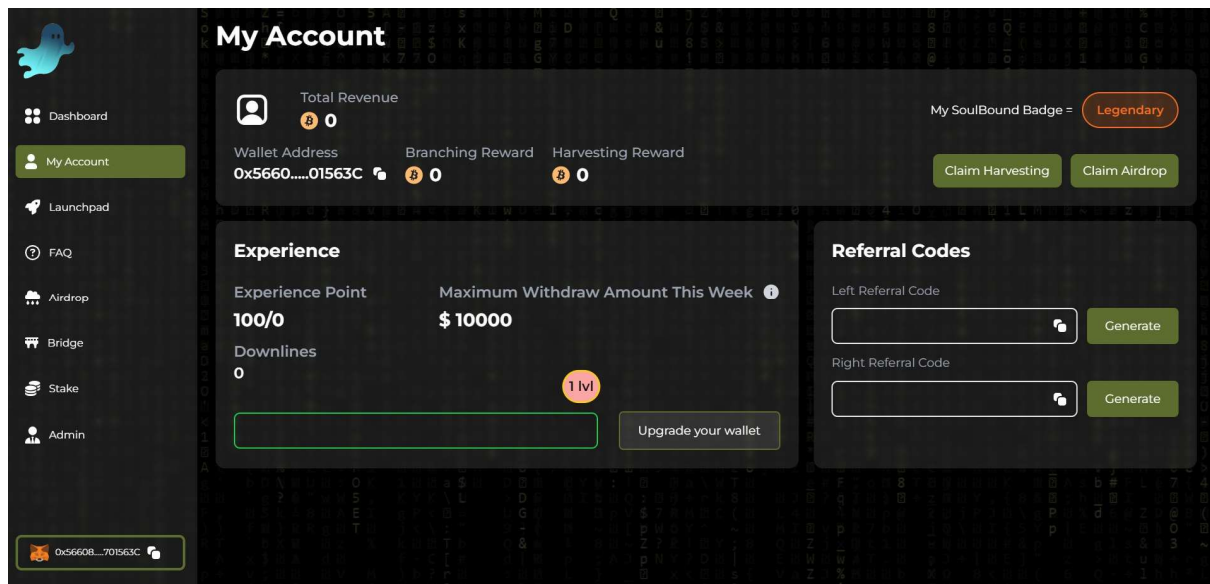 My Account
Dashboard
My Account
Launchpad
FAQ
Airdrop
Bridge
Stake
Admin
0x56608....701563C
Total Revenue
0
My SoulBound Badge =
Legendary
Wallet Address
Branching Reward
Harvesting Reward
0x5660.....01563C
0
0
Claim Harvesting
Claim Airdrop
Experience
Experience Point
Maximum Withdraw Amount This Week
100/0
$ 10000
Downlines
0
1 lvl
Upgrade your wallet
Referral Codes
Left Referral Code
Generate
Right Referral Code
Generate